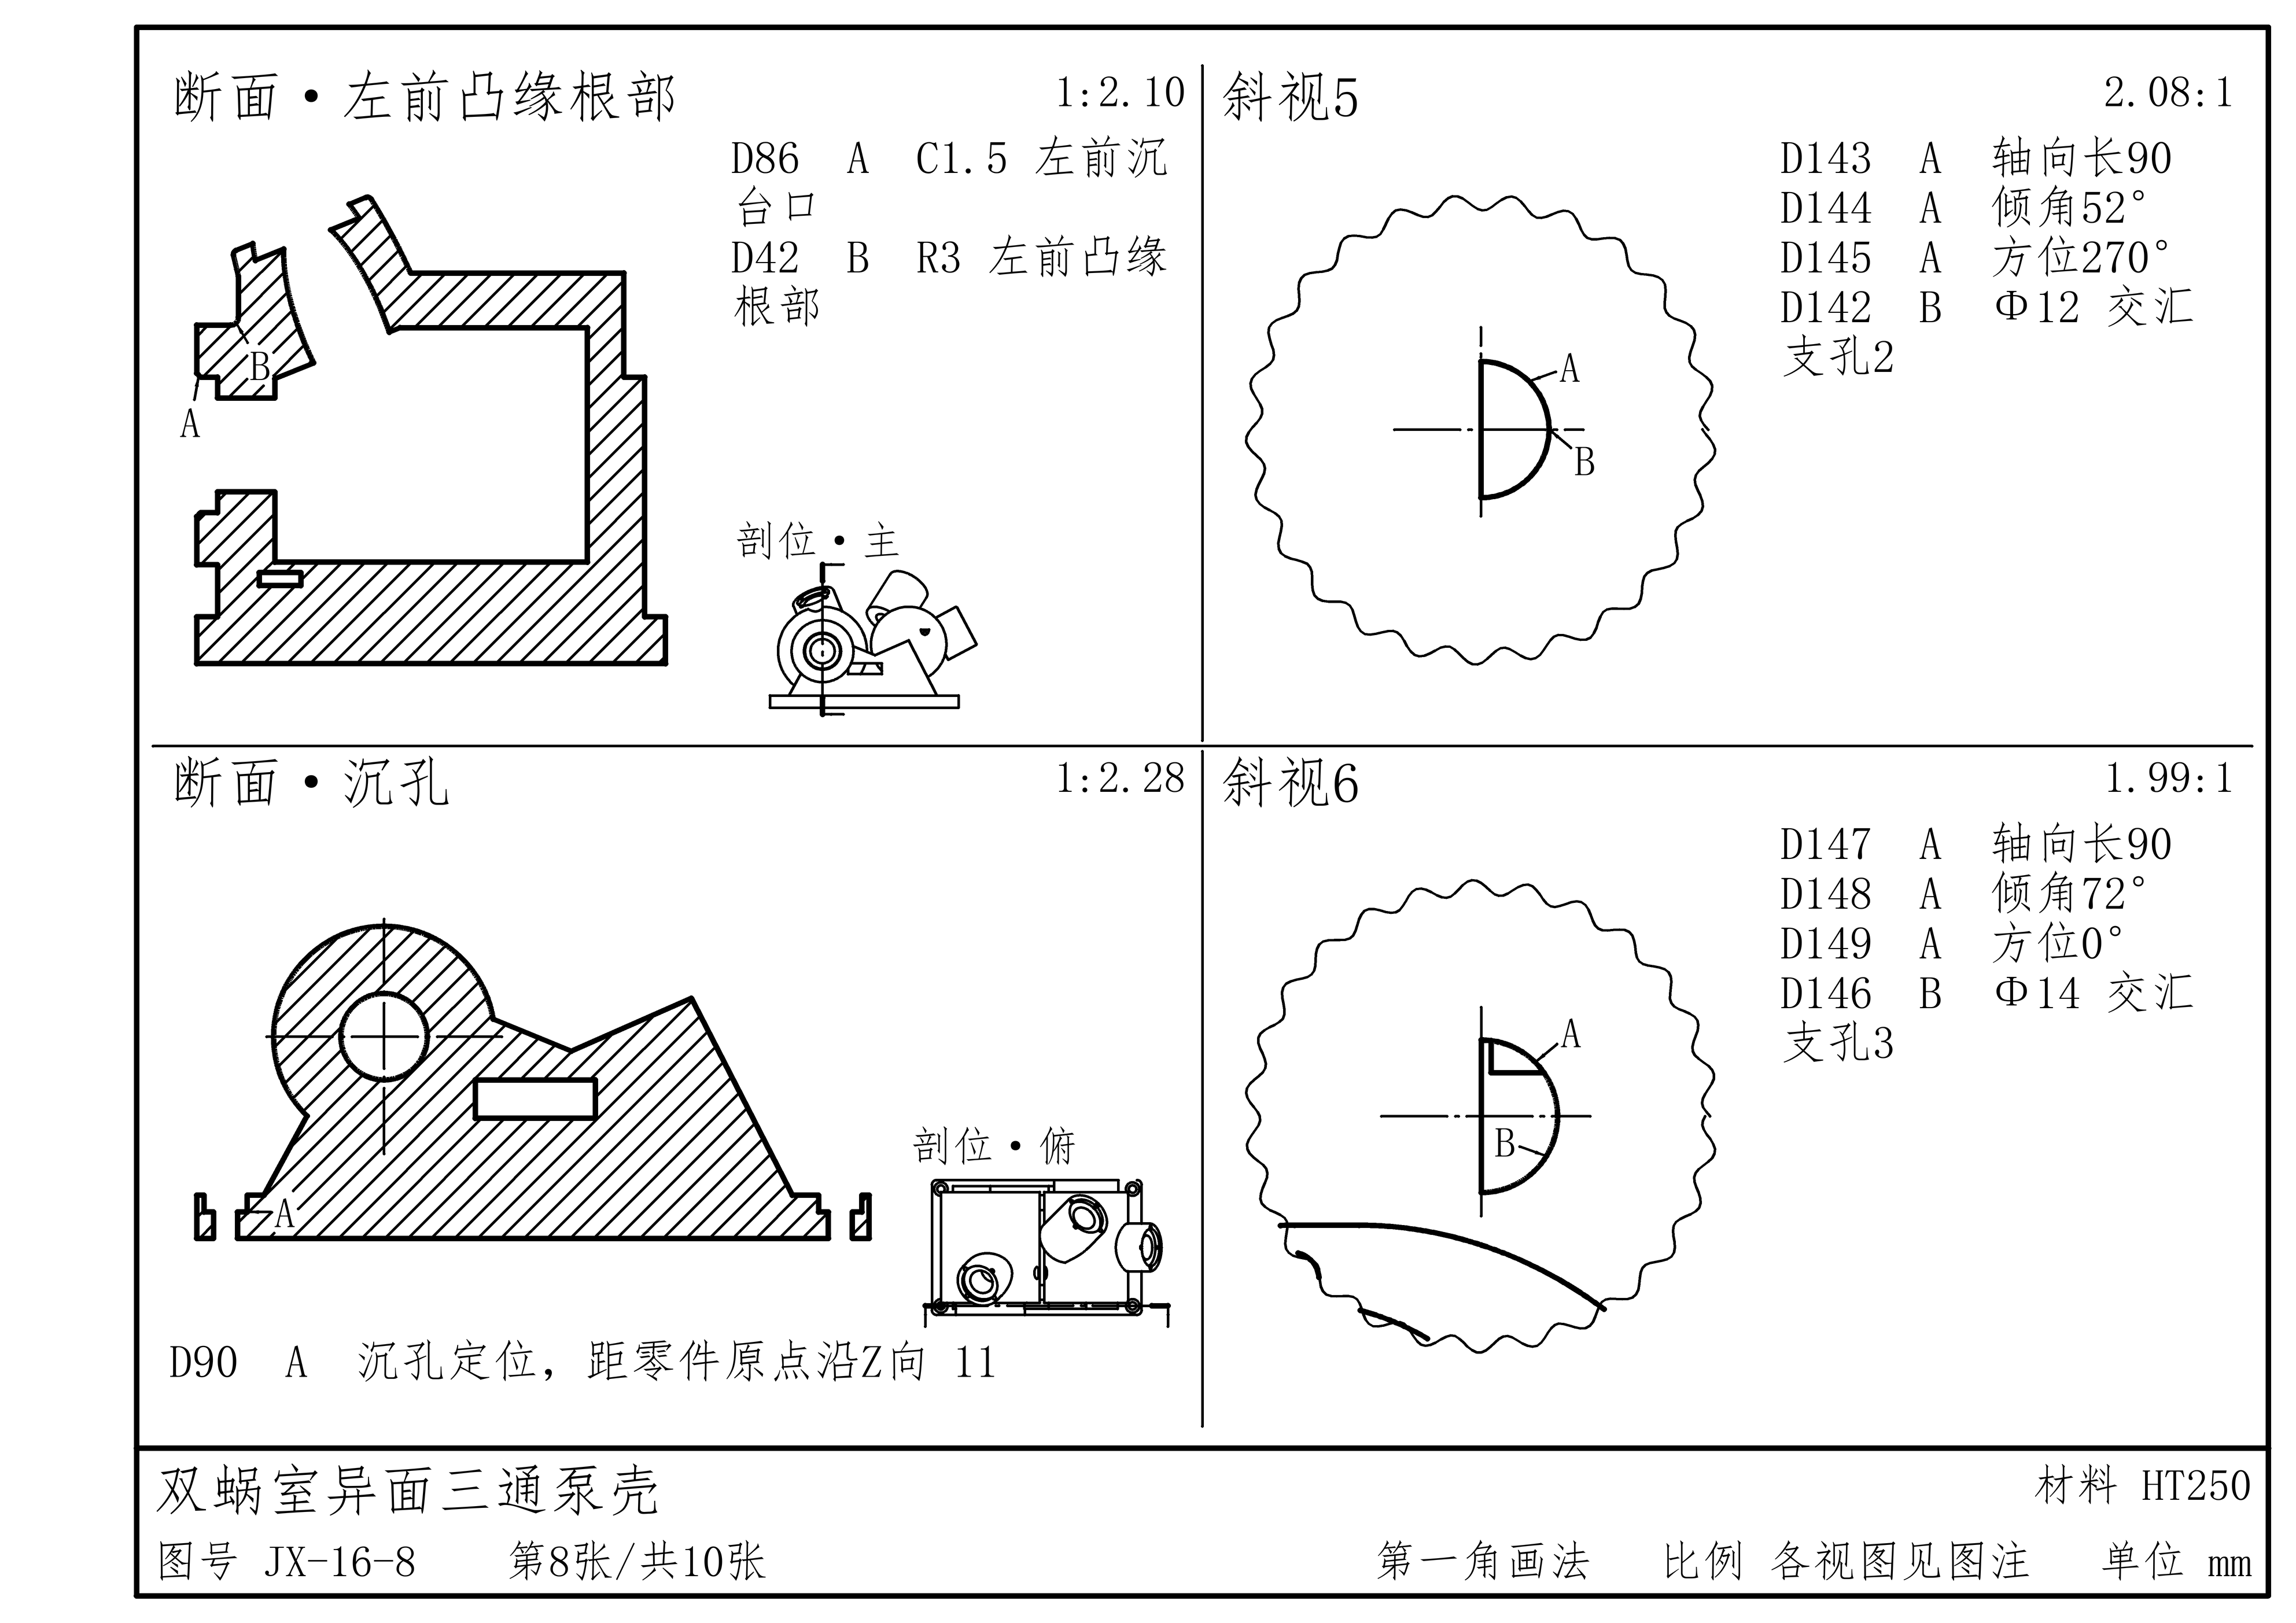 断面·左前凸缘根部 1:2.10
D86 A C1.5 左前沉
台口
D42 B R3 左前凸缘
根部
B
A
剖位·主
斜视5 2.08:1
D143 A 轴向长90
D144 A 倾角52°
D145 A 方位270°
D142 B Φ12 交汇
支孔2
A
B
断面·沉孔 1:2.28
A
剖位·俯
D90 A 沉孔定位,距零件原点沿Z向 11
斜视6 1.99:1
D147 A 轴向长90
D148 A 倾角72°
D149 A 方位0°
D146 B Φ14 交汇
支孔3
A
B
双蜗室异面三通泵壳 材料 HT250
图号 JX-16-8 第8张/共10张 第一角画法 比例 各视图见图注 单位 mm